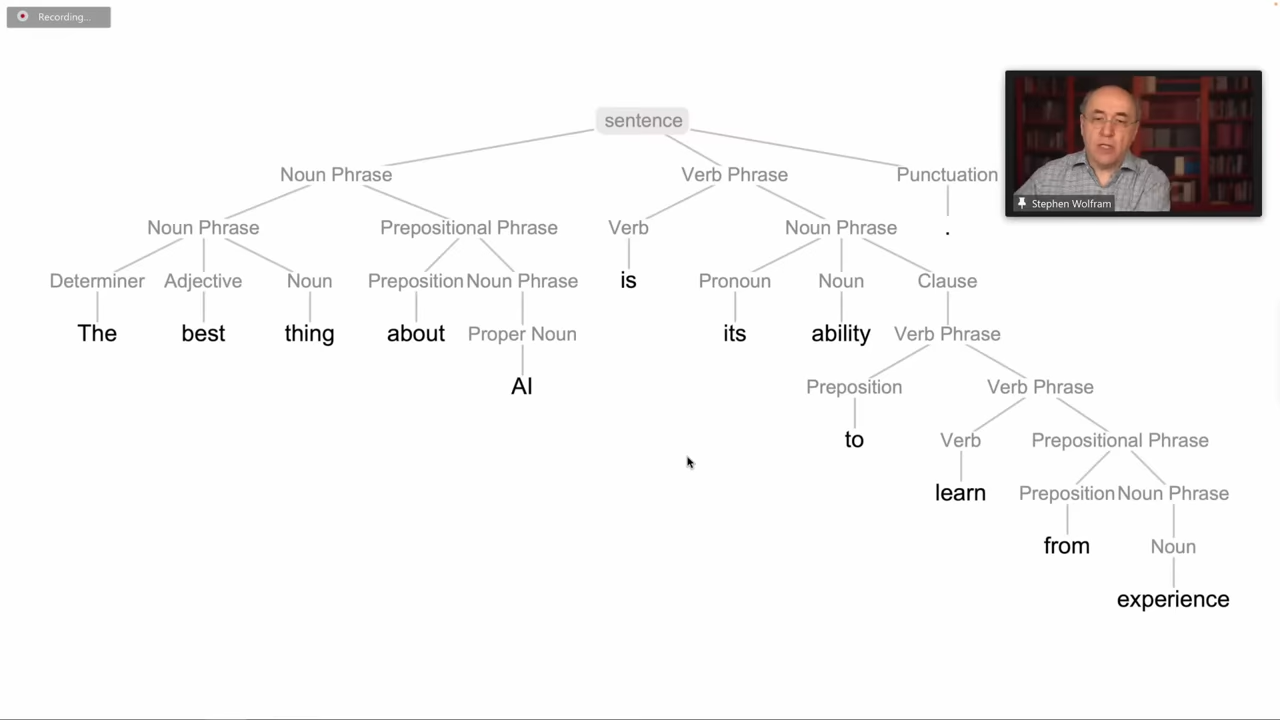 Recording...
sentence
Noun Phrase Verb Phrase Punctuation
Stephen Wolfram
Noun Phrase Prepositional Phrase Verb Noun Phrase .
Determiner Adjective Noun Preposition Noun Phrase is Pronoun Noun Clause
The best thing about Proper Noun its ability Verb Phrase
AI Preposition Verb Phrase
to Verb Prepositional Phrase
learn Preposition Noun Phrase
from Noun
experience